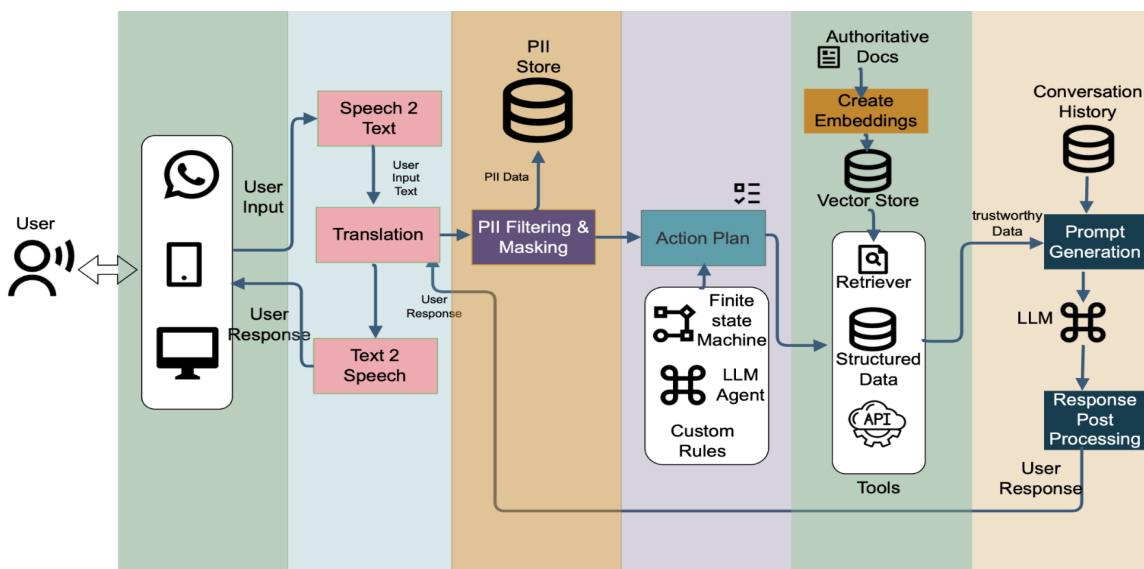 User
User
Input
User
Response
Speech 2
Text
User
Input
Text
Translation
Text 2
Speech
User
Response
PII
Store
PII Data
PII Filtering &
Masking
Action Plan
Finite
state
Machine
LLM
Agent
Custom
Rules
Authoritative
Docs
Create
Embeddings
Vector Store
Retriever
Structured
Data
API
Tools
Conversation
History
trustworthy
Data
Prompt
Generation
LLM
Response
Post
Processing
User
Response